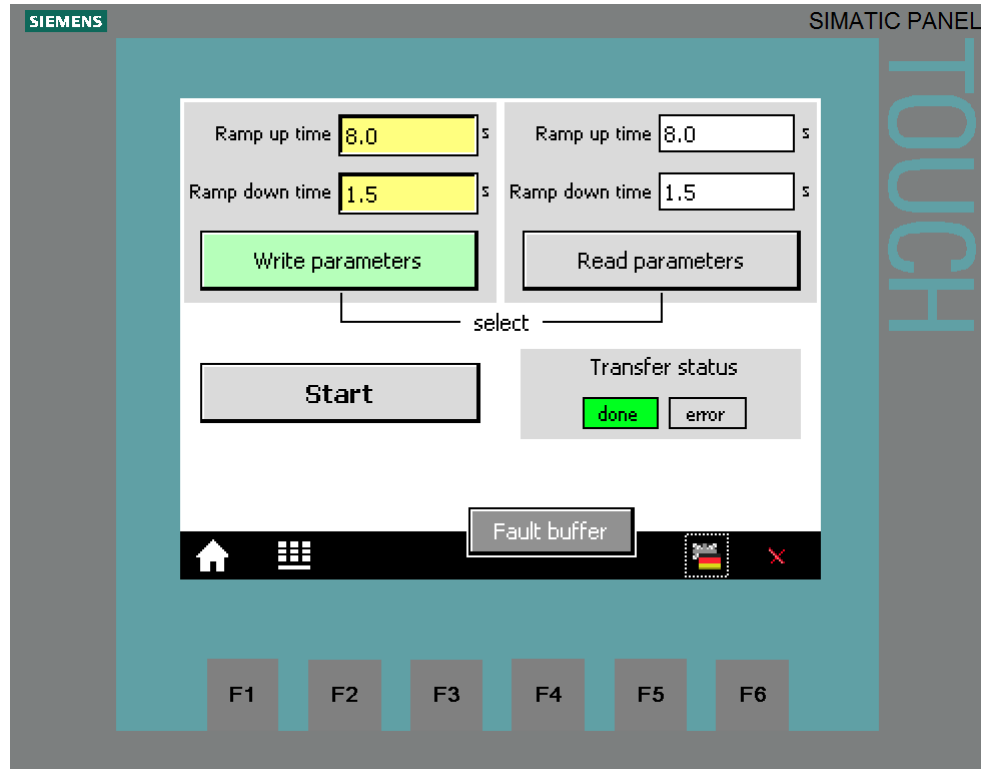 SIEMENS
SIMATIC PANEL
TOUCH
Ramp up time 8.0 s
Ramp down time 1.5 s
Write parameters
Ramp up time 8.0 s
Ramp down time 1.5 s
Read parameters
select
Start
Transfer status
done error
Fault buffer
F1 F2 F3 F4 F5 F6